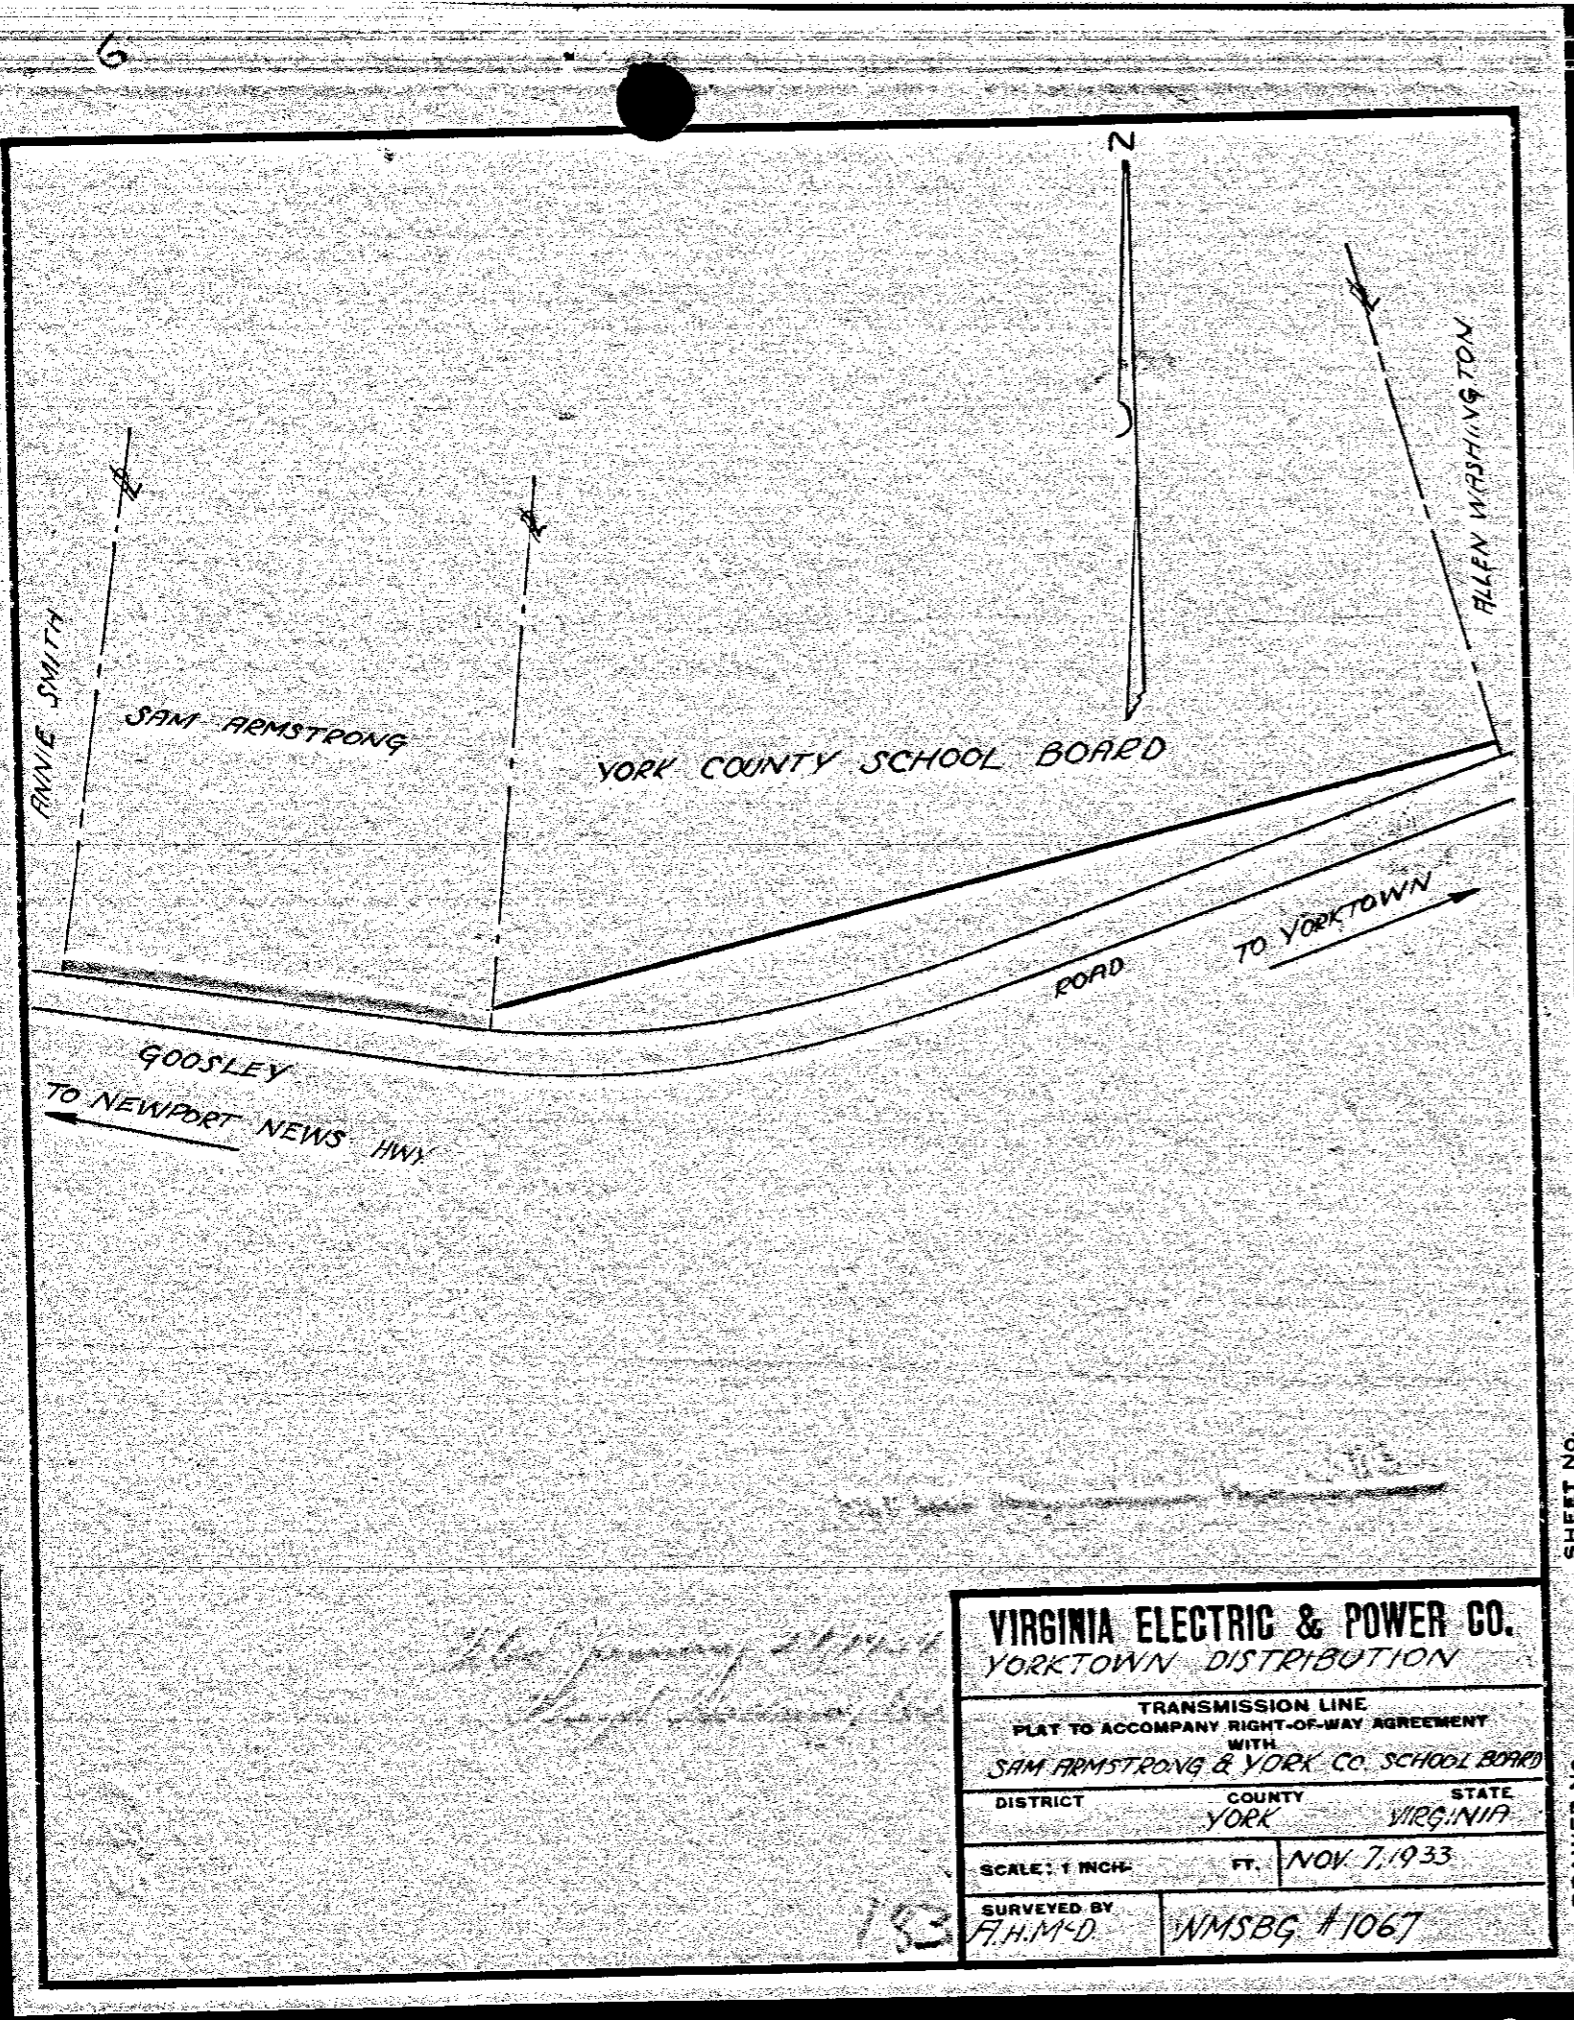 6
N
ALLEN WASHINGTON
ANNIE SMITH
SAM ARMSTRONG
YORK COUNTY SCHOOL BOARD
TO YORKTOWN
ROAD
GOOSLEY
TO NEWPORT NEWS HWY
SHEET NO.
VIRGINIA ELECTRIC & POWER CO.
YORKTOWN DISTRIBUTION
TRANSMISSION LINE
PLAT TO ACCOMPANY RIGHT-OF-WAY AGREEMENT
WITH
SAM ARMSTRONG & YORK CO. SCHOOL BOARD
DISTRICT COUNTY STATE
YORK VIRGINIA
SCALE: 1 INCH- FT. NOV. 7, 1933
SURVEYED BY
A.H.McD. WMSBG #1067
183